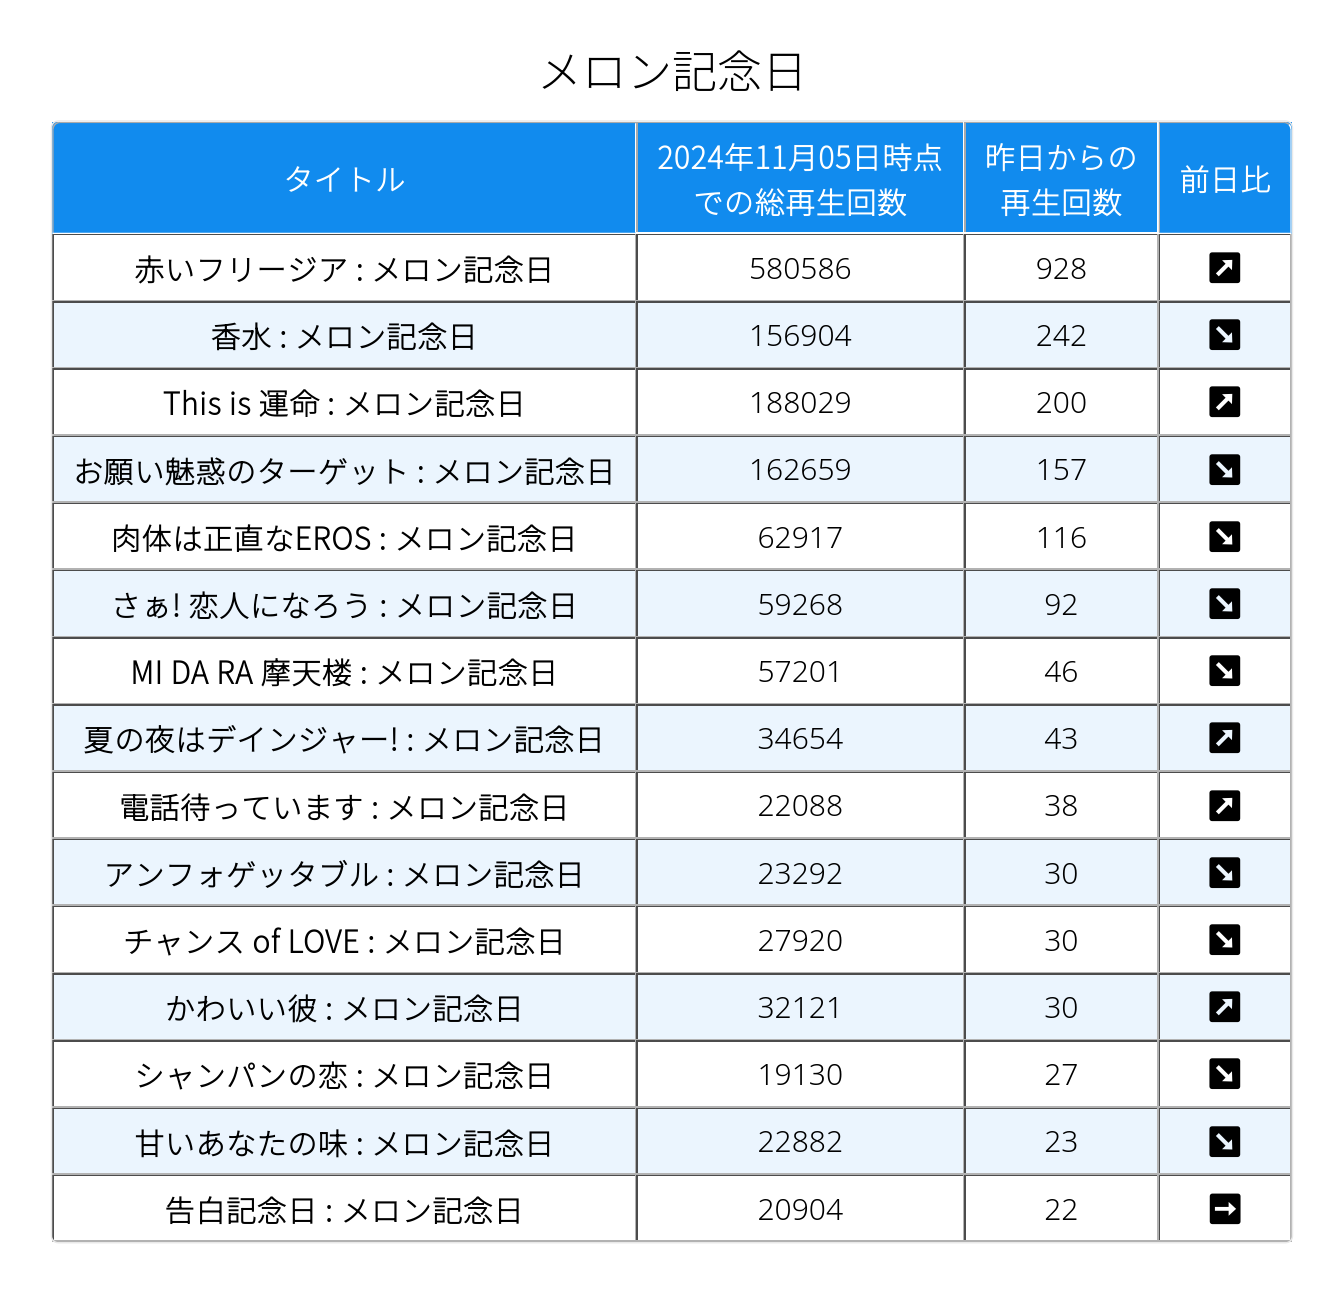 メロン記念日
タイトル
2024年11月05日時点
での総再生回数
昨日からの
再生回数
前日比
赤いフリージア : メロン記念日 580586 928 ↗
香水 : メロン記念日 156904 242 ↘
This is 運命 : メロン記念日 188029 200 ↗
お願い魅惑のターゲット : メロン記念日 162659 157 ↘
肉体は正直なEROS : メロン記念日 62917 116 ↘
さぁ! 恋人になろう : メロン記念日 59268 92 ↘
MI DA RA 摩天楼 : メロン記念日 57201 46 ↘
夏の夜はデインジャー! : メロン記念日 34654 43 ↗
電話待っています : メロン記念日 22088 38 ↗
アンフォゲッタブル : メロン記念日 23292 30 ↘
チャンス of LOVE : メロン記念日 27920 30 ↘
かわいい彼 : メロン記念日 32121 30 ↗
シャンパンの恋 : メロン記念日 19130 27 ↘
甘いあなたの味 : メロン記念日 22882 23 ↘
告白記念日 : メロン記念日 20904 22 →